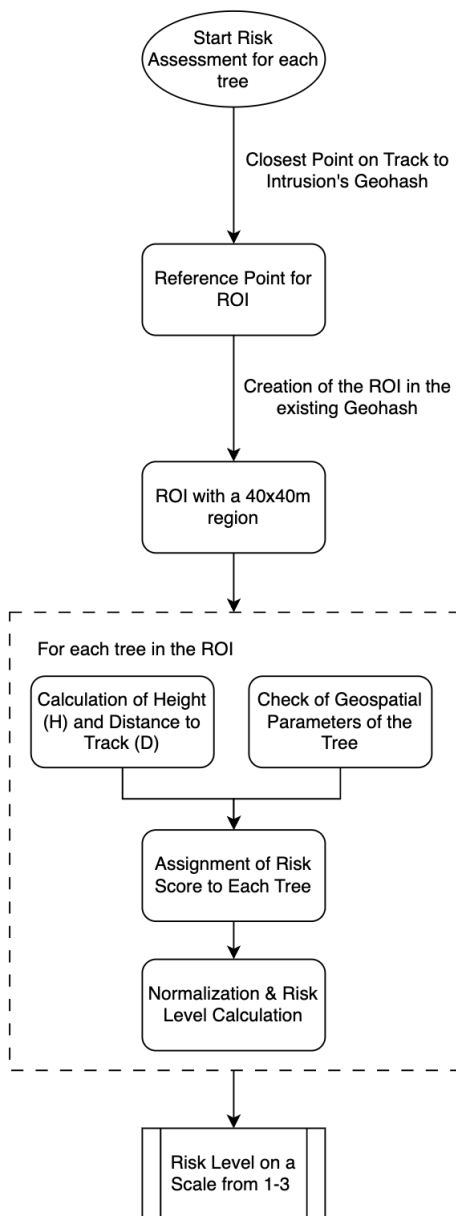 Start Risk
Assessment for each
tree
Closest Point on Track to
Intrusion's Geohash
Reference Point for
ROI
Creation of the ROI in the
existing Geohash
ROI with a 40x40m
region
For each tree in the ROI
Calculation of Height
(H) and Distance to
Track (D)
Check of Geospatial
Parameters of the
Tree
Assignment of Risk
Score to Each Tree
Normalization & Risk
Level Calculation
Risk Level on a
Scale from 1-3